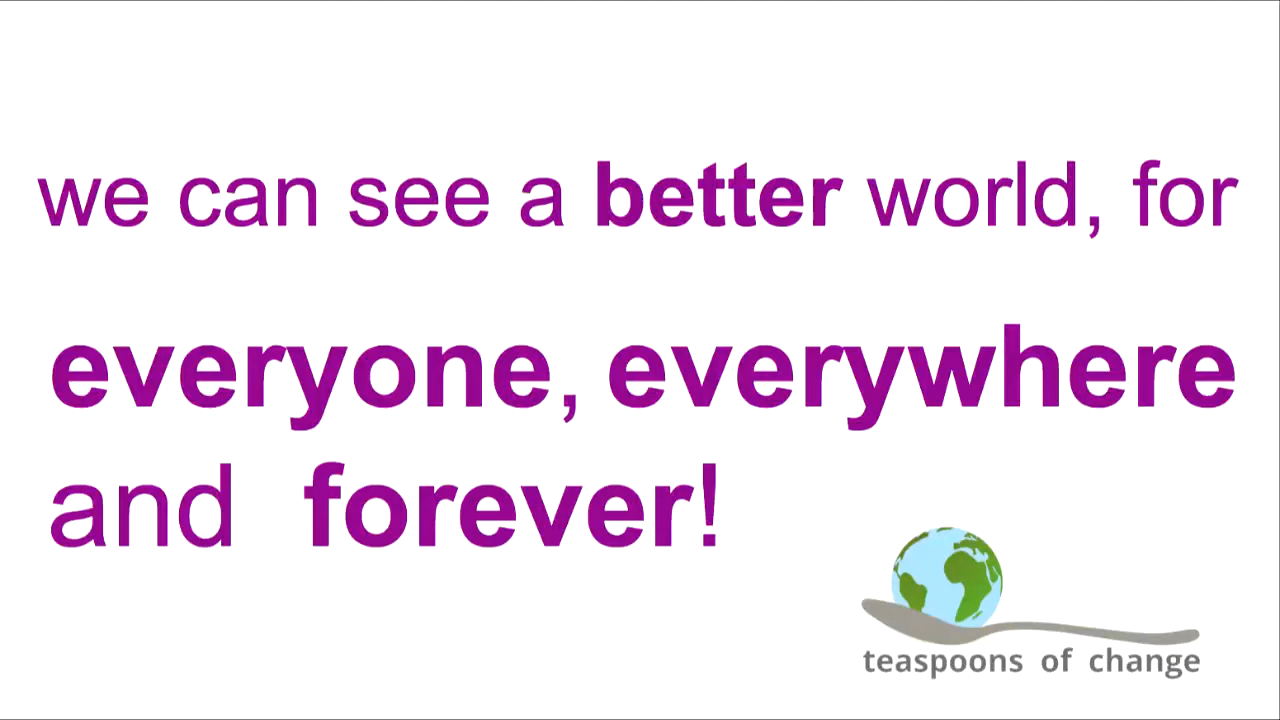 we can see a better world, for
everyone, everywhere
and forever!
teaspoons of change